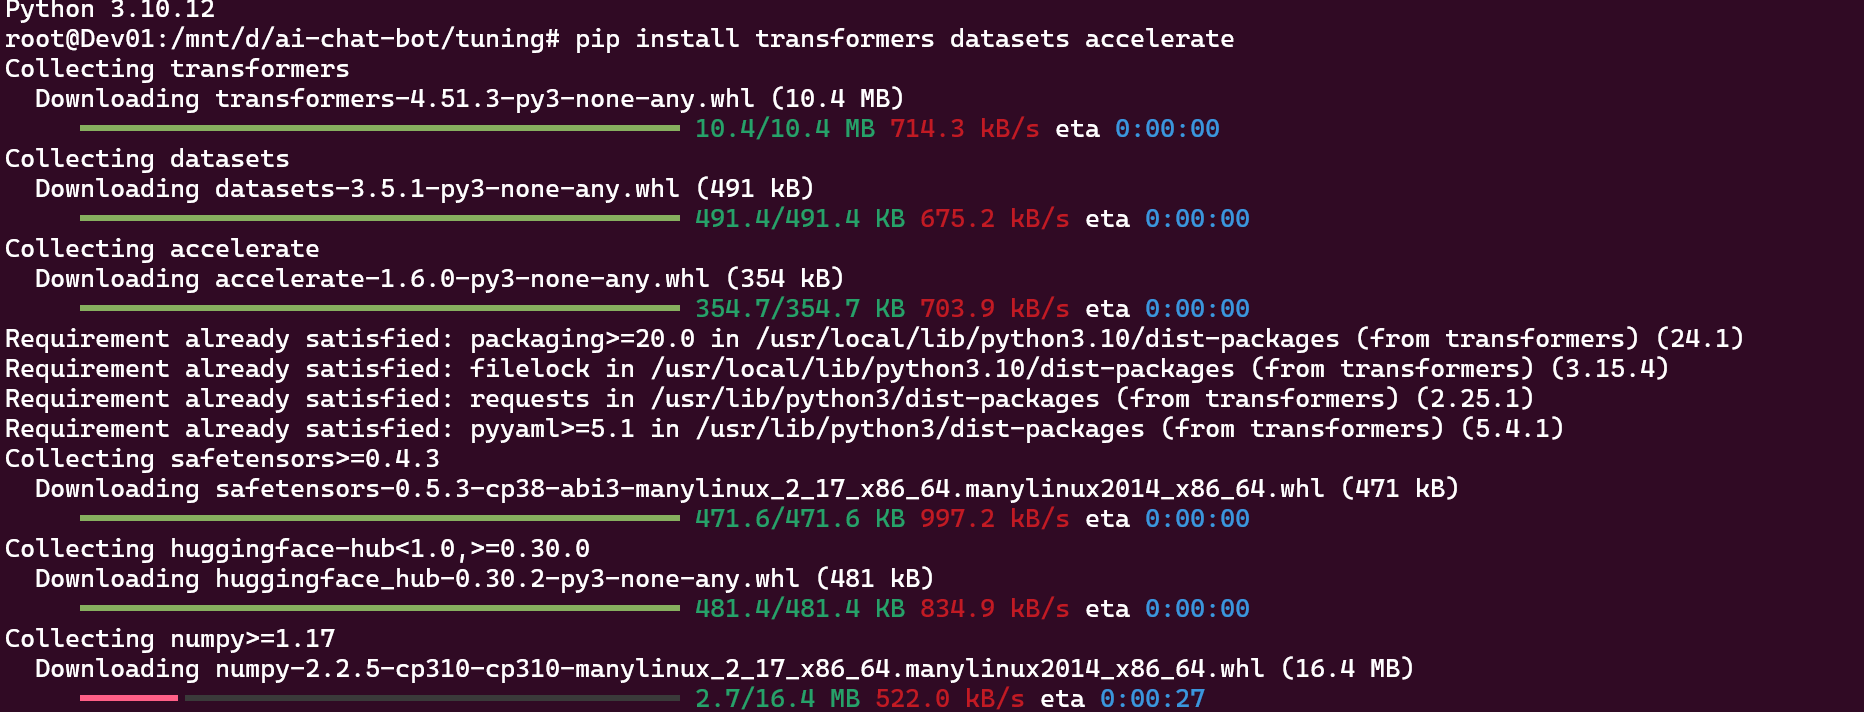 Python 3.10.12
root@Dev01:/mnt/d/ai-chat-bot/tuning# pip install transformers datasets accelerate
Collecting transformers
  Downloading transformers-4.51.3-py3-none-any.whl (10.4 MB)
10.4/10.4 MB 714.3 kB/s eta 0:00:00
Collecting datasets
  Downloading datasets-3.5.1-py3-none-any.whl (491 kB)
491.4/491.4 KB 675.2 kB/s eta 0:00:00
Collecting accelerate
  Downloading accelerate-1.6.0-py3-none-any.whl (354 kB)
354.7/354.7 KB 703.9 kB/s eta 0:00:00
Requirement already satisfied: packaging>=20.0 in /usr/local/lib/python3.10/dist-packages (from transformers) (24.1)
Requirement already satisfied: filelock in /usr/local/lib/python3.10/dist-packages (from transformers) (3.15.4)
Requirement already satisfied: requests in /usr/lib/python3/dist-packages (from transformers) (2.25.1)
Requirement already satisfied: pyyaml>=5.1 in /usr/lib/python3/dist-packages (from transformers) (5.4.1)
Collecting safetensors>=0.4.3
  Downloading safetensors-0.5.3-cp38-abi3-manylinux_2_17_x86_64.manylinux2014_x86_64.whl (471 kB)
471.6/471.6 KB 997.2 kB/s eta 0:00:00
Collecting huggingface-hub<1.0,>=0.30.0
  Downloading huggingface_hub-0.30.2-py3-none-any.whl (481 kB)
481.4/481.4 KB 834.9 kB/s eta 0:00:00
Collecting numpy>=1.17
  Downloading numpy-2.2.5-cp310-cp310-manylinux_2_17_x86_64.manylinux2014_x86_64.whl (16.4 MB)
2.7/16.4 MB 522.0 kB/s eta 0:00:27